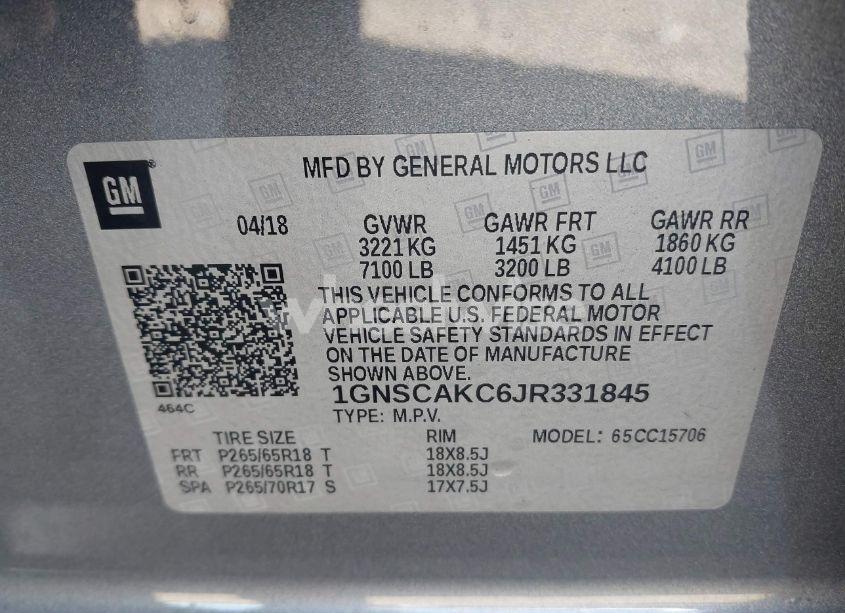 GM
MFD BY GENERAL MOTORS LLC
04/18 GVWR GAWR FRT GAWR RR
3221 KG 1451 KG 1860 KG
7100 LB 3200 LB 4100 LB
THIS VEHICLE CONFORMS TO ALL
APPLICABLE U.S. FEDERAL MOTOR
VEHICLE SAFETY STANDARDS IN EFFECT
ON THE DATE OF MANUFACTURE
SHOWN ABOVE.
1GNSCAKC6JR331845
464C
TYPE: M.P.V.
TIRE SIZE RIM MODEL: 65CC15706
FRT P265/65R18 T 18X8.5J
RR P265/65R18 T 18X8.5J
SPA P265/70R17 S 17X7.5J